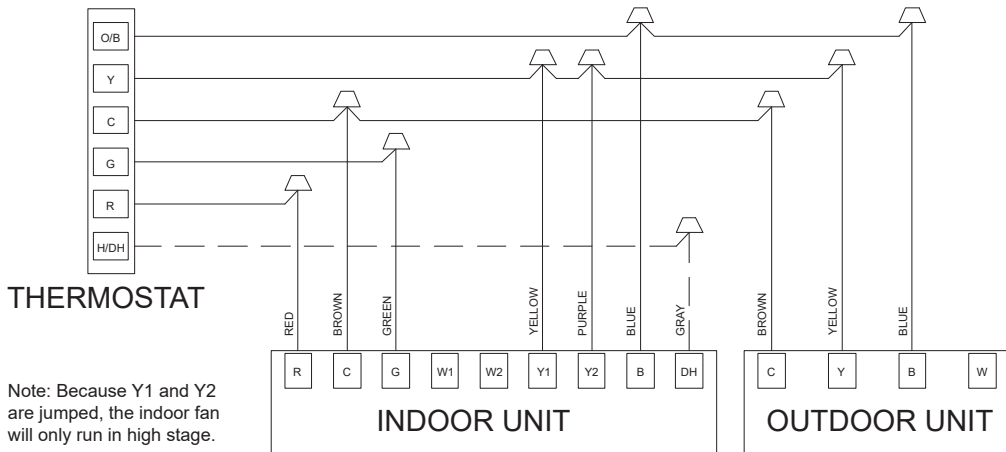 O/B
Y
C
G
R
H/DH
THERMOSTAT
RED
BROWN
GREEN
YELLOW
PURPLE
BLUE
GRAY
BROWN
YELLOW
BLUE
R C G W1 W2 Y1 Y2 B DH
C Y B W
INDOOR UNIT
OUTDOOR UNIT
Note: Because Y1 and Y2
are jumped, the indoor fan
will only run in high stage.